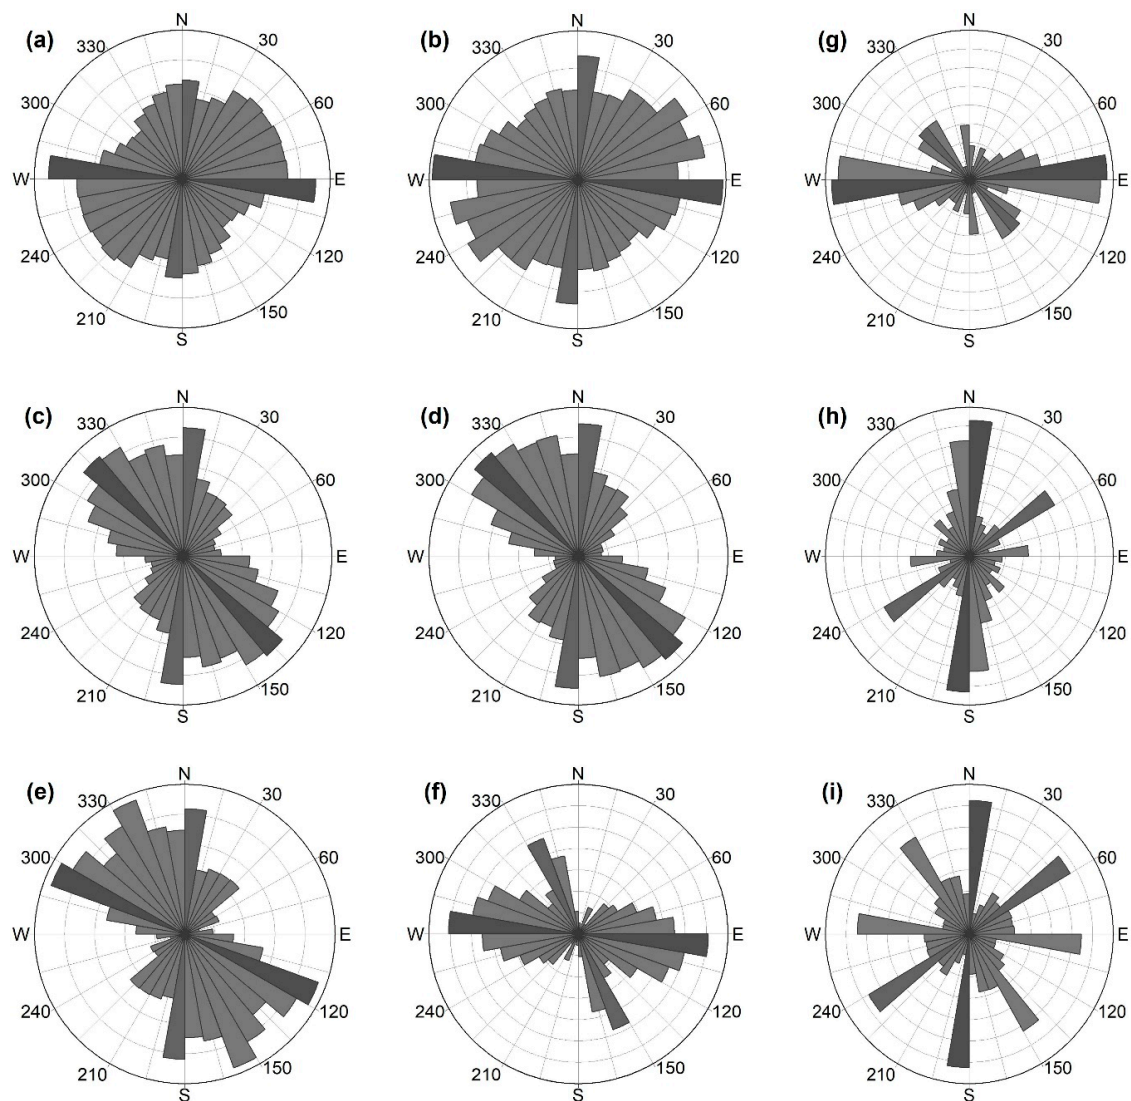 (a) N 30 60 E 120 150 S 210 240 W 300 330
(b) N 30 60 E 120 150 S 210 240 W 300 330
(g) N 30 60 E 120 150 S 210 240 W 300 330
(c) N 30 60 E 120 150 S 210 240 W 300 330
(d) N 30 60 E 120 150 S 210 240 W 300 330
(h) N 30 60 E 120 150 S 210 240 W 300 330
(e) N 30 60 E 120 150 S 210 240 W 300 330
(f) N 30 60 E 120 150 S 210 240 W 300 330
(i) N 30 60 E 120 150 S 210 240 W 300 330